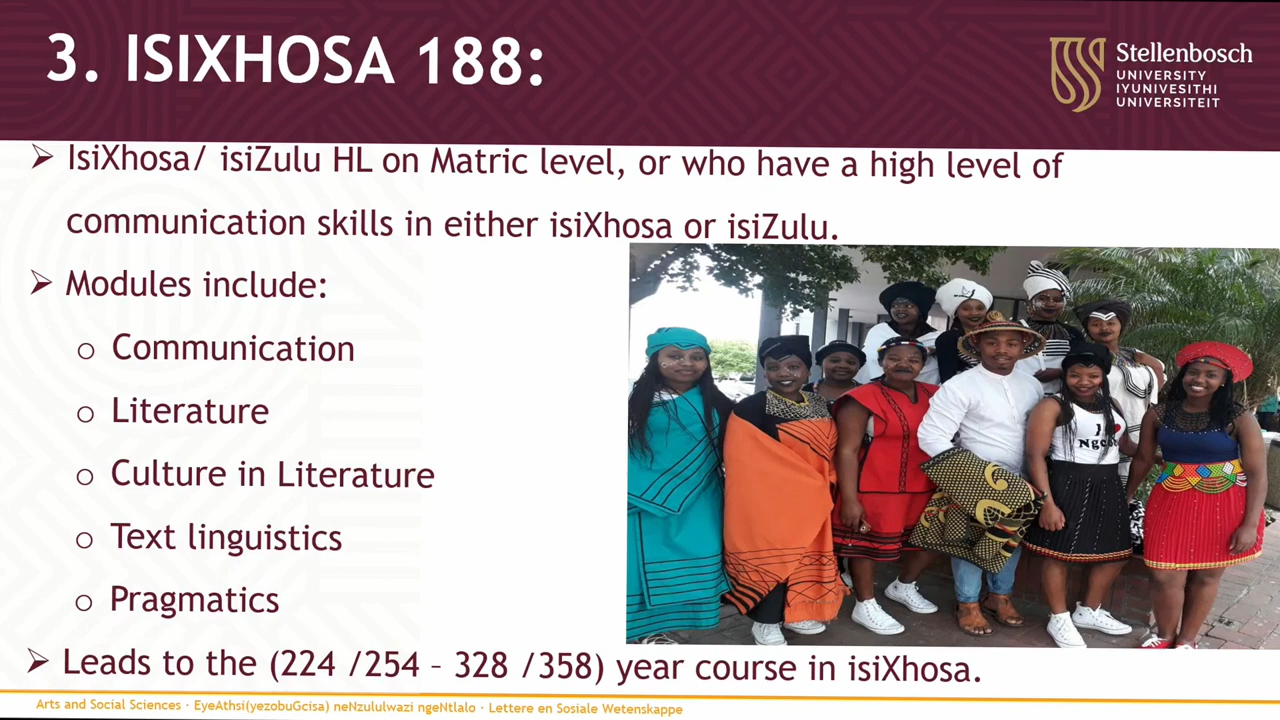 3. ISIXHOSA 188:
Stellenbosch
UNIVERSITY
IYUNIVESITHI
UNIVERSITEIT
➢ IsiXhosa/ isiZulu HL on Matric level, or who have a high level of
communication skills in either isiXhosa or isiZulu.
➢ Modules include:
o Communication
o Literature
o Culture in Literature
o Text linguistics
o Pragmatics
I
➢ Leads to the (224 /254 – 328 /358) year course in isiXhosa.
Arts and Social Sciences · EyeAthsi(yezobuGcisa) neNzululwazi ngeNtlalo · Lettere en Sosiale Wetenskappe